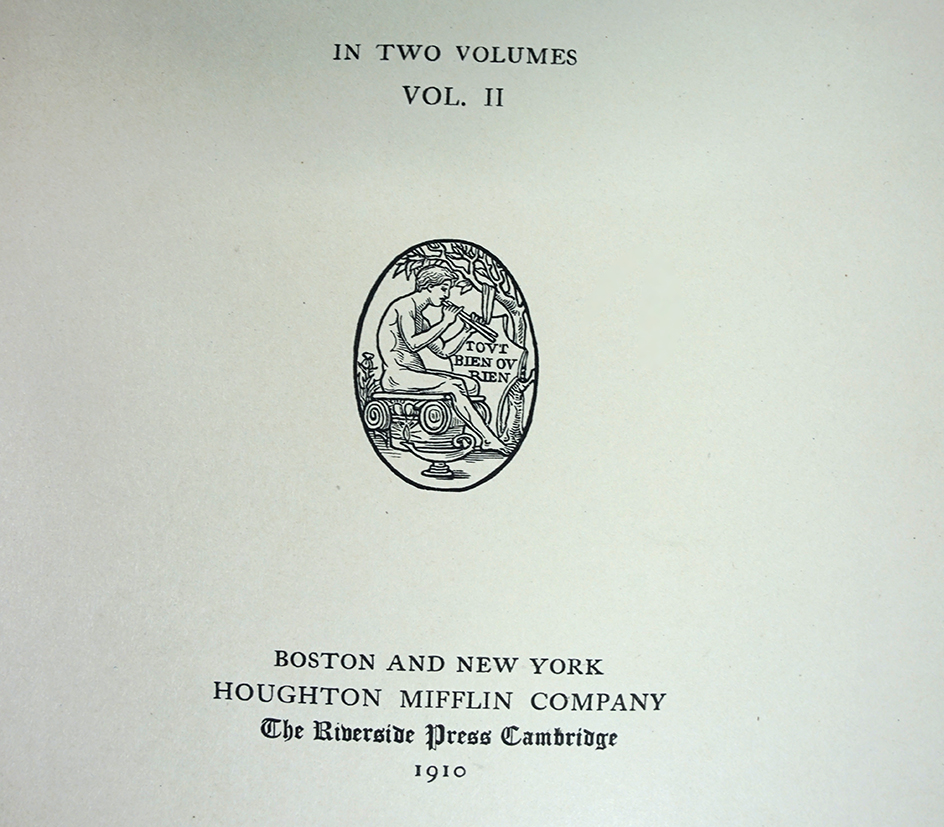 IN TWO VOLUMES
VOL. II
TOVT
BIEN OV
RIEN
BOSTON AND NEW YORK
HOUGHTON MIFFLIN COMPANY
The Riverside Press Cambridge
1910